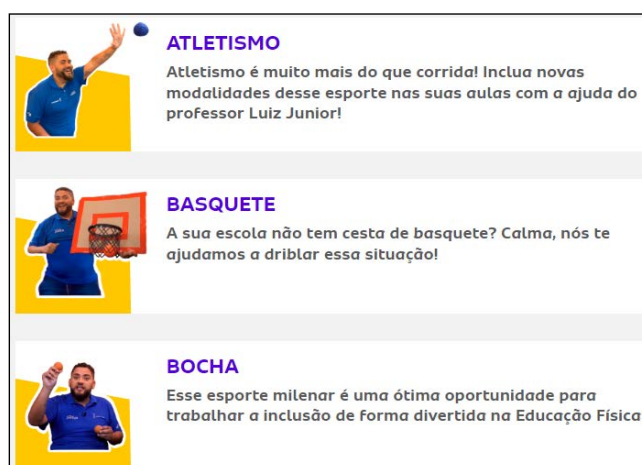 ATLETISMO
Atletismo é muito mais do que corrida! Inclua novas
modalidades desse esporte nas suas aulas com a ajuda do
professor Luiz Junior!
BASQUETE
A sua escola não tem cesta de basquete? Calma, nós te
ajudamos a driblar essa situação!
BOCHA
Esse esporte milenar é uma ótima oportunidade para
trabalhar a inclusão de forma divertida na Educação Física